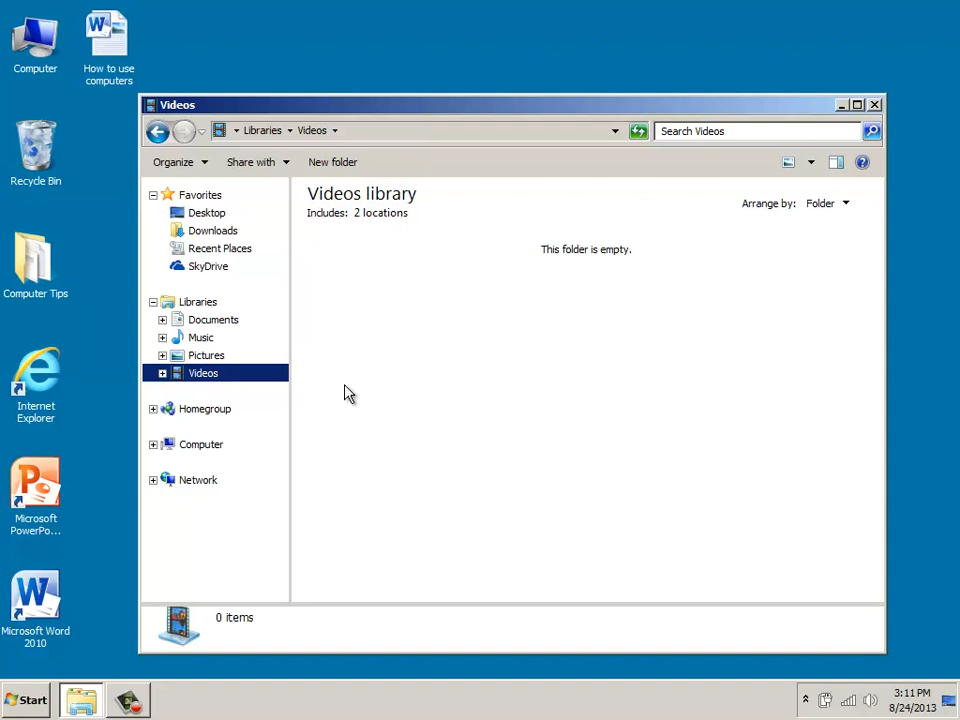 Computer
How to use
computers
Recycle Bin
Computer Tips
Internet
Explorer
Microsoft
PowerPo...
Microsoft Word
2010
Videos
Libraries
Videos
Search Videos
Organize
Share with
New folder
Favorites
Desktop
Downloads
Recent Places
SkyDrive
Libraries
Documents
Music
Pictures
Videos
Homegroup
Computer
Network
Videos library
Includes: 2 locations
Arrange by: Folder
This folder is empty.
0 items
Start
3:11 PM
8/24/2013